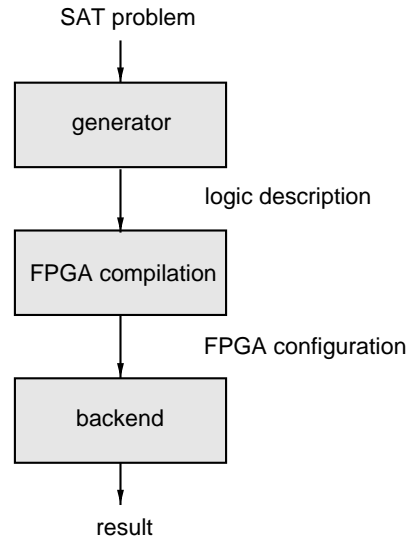 SAT problem
generator
logic description
FPGA compilation
FPGA configuration
backend
result